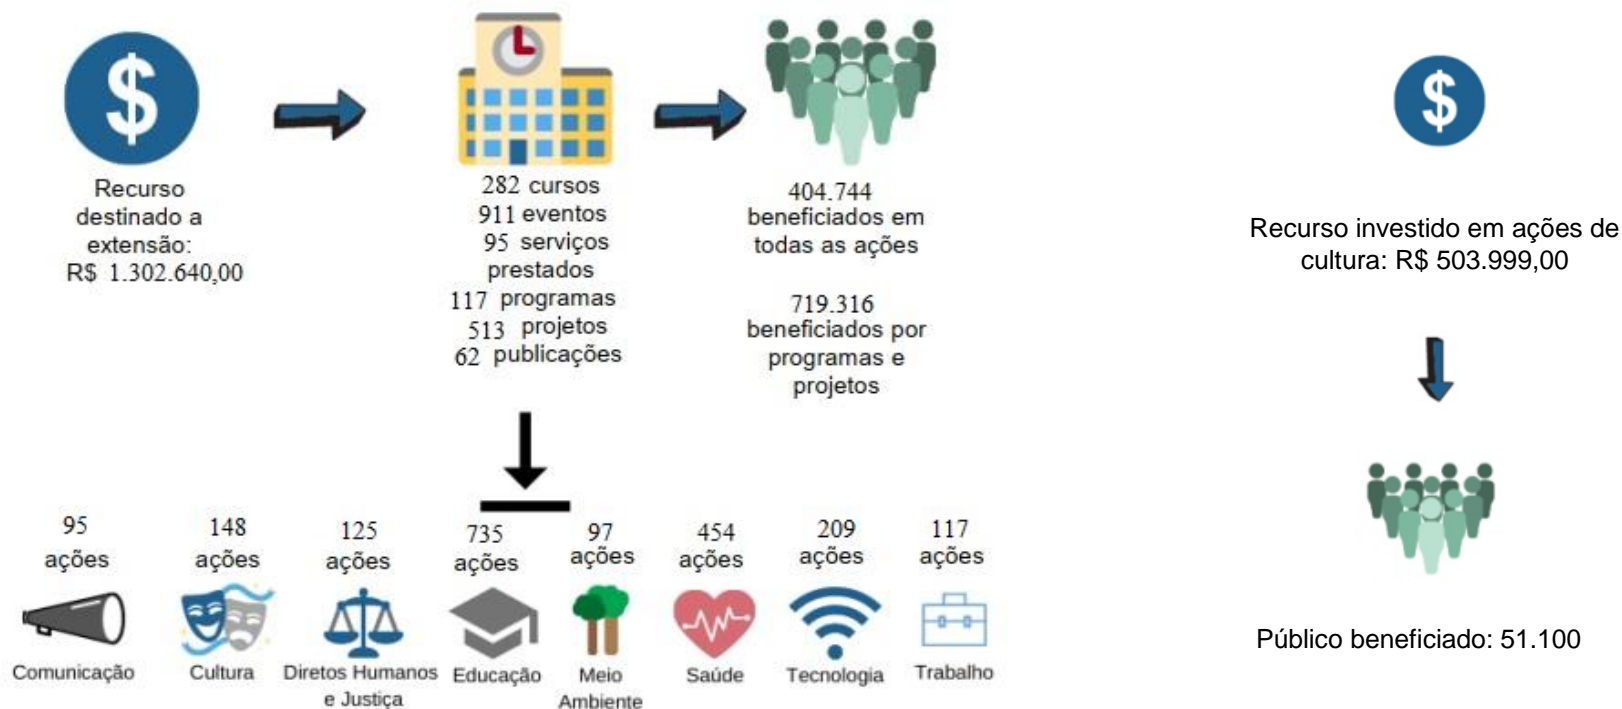 Recurso
destinado a
extensão:
R$ 1.302.640,00
282 cursos
911 eventos
95 serviços
prestados
117 programas
513 projetos
62 publicações
404.744
beneficiados em
todas as ações
719.316
beneficiados por
programas e
projetos
95
ações
Comunicação
148
ações
Cultura
125
ações
Diretos Humanos
e Justiça
735
ações
Educação
97
ações
Meio
Ambiente
454
ações
Saúde
209
ações
Tecnologia
117
ações
Trabalho
Recurso investido em ações de
cultura: R$ 503.999,00
Público beneficiado: 51.100